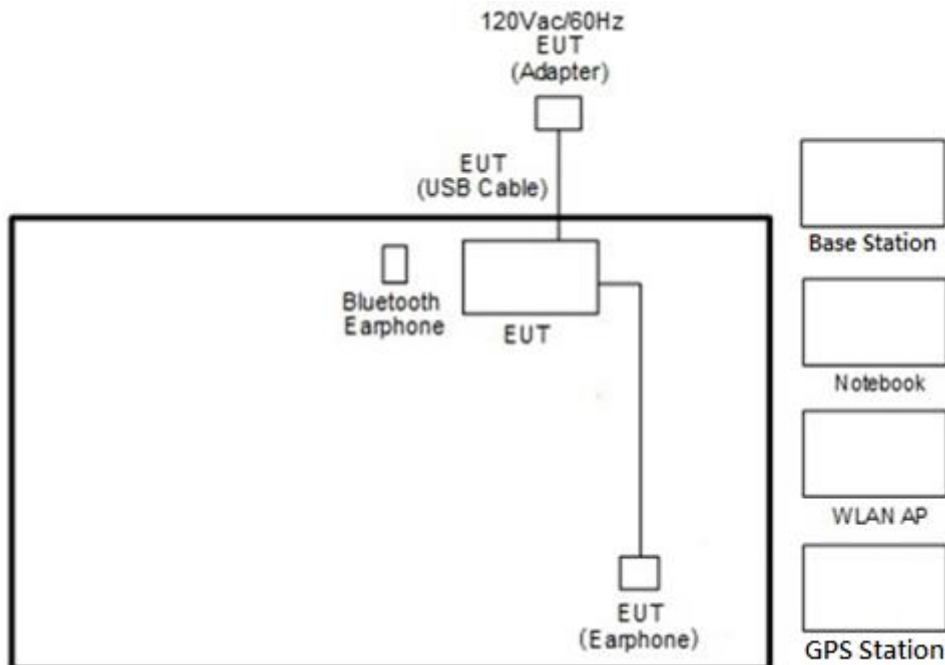 120Vac/60Hz
EUT
(Adapter)
EUT
(USB Cable)
Base Station
Bluetooth
Earphone
EUT
Notebook
WLAN AP
EUT
(Earphone)
GPS Station